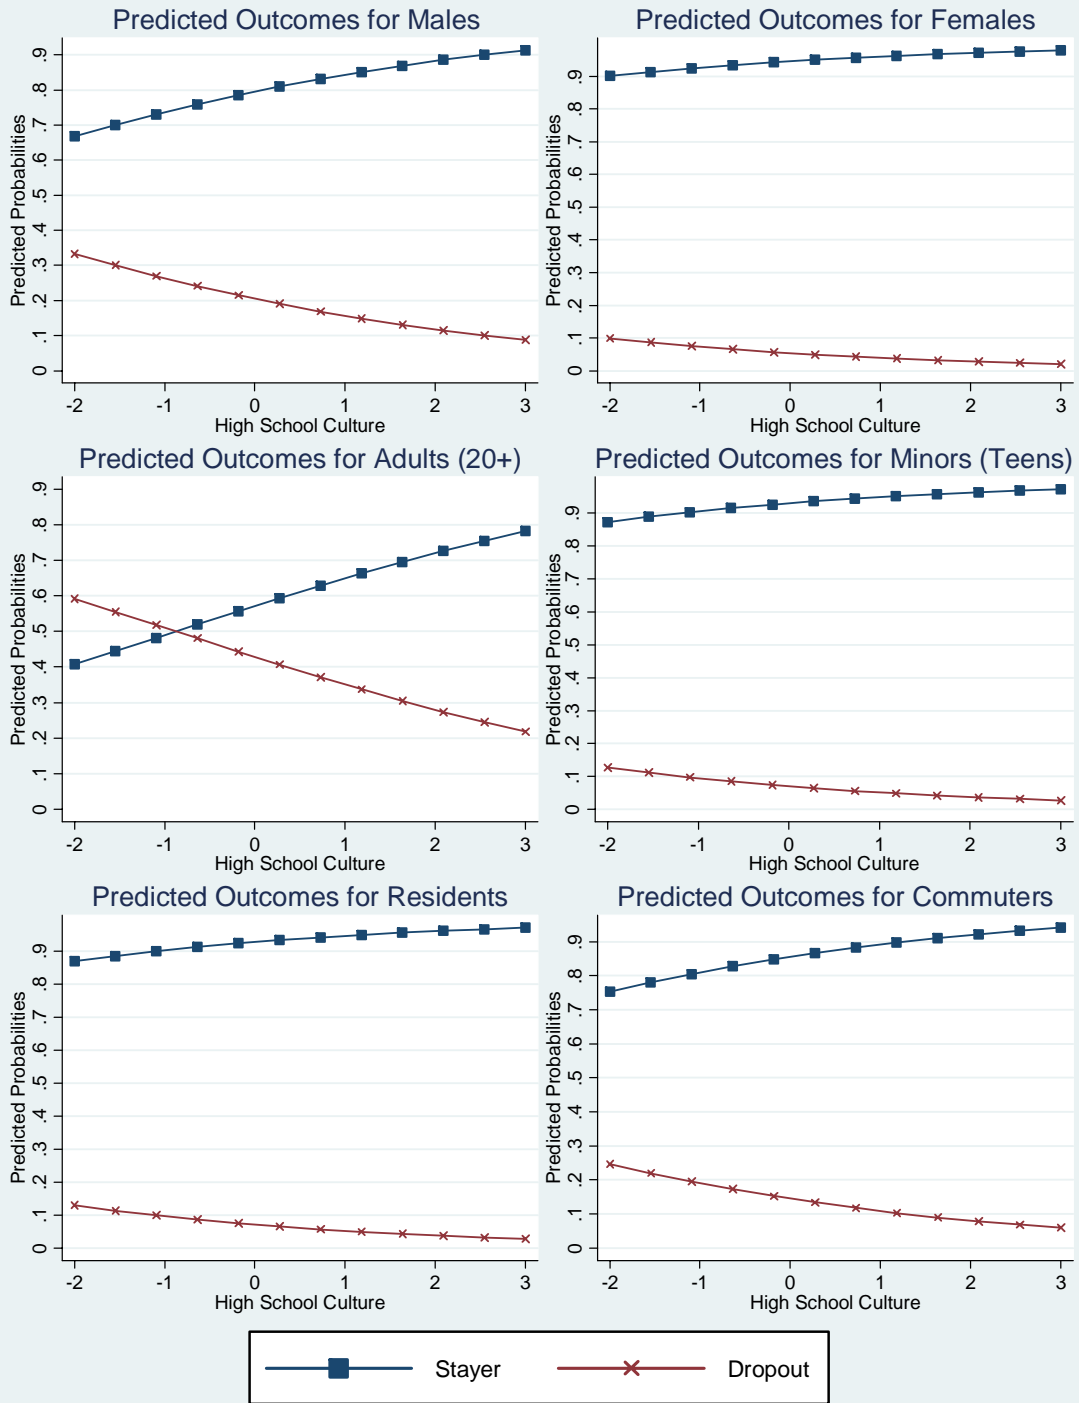 Predicted Outcomes for Males
Predicted Probabilities
.9
.8
.7
.6
.5
.4
.3
.2
.1
0
-2 -1 0 1 2 3
High School Culture
Predicted Outcomes for Females
Predicted Probabilities
.9
.8
.7
.6
.5
.4
.3
.2
.1
0
-2 -1 0 1 2 3
High School Culture
Predicted Outcomes for Adults (20+)
Predicted Probabilities
.9
.8
.7
.6
.5
.4
.3
.2
.1
0
-2 -1 0 1 2 3
High School Culture
Predicted Outcomes for Minors (Teens)
Predicted Probabilities
.9
.8
.7
.6
.5
.4
.3
.2
.1
0
-2 -1 0 1 2 3
High School Culture
Predicted Outcomes for Residents
Predicted Probabilities
.9
.8
.7
.6
.5
.4
.3
.2
.1
0
-2 -1 0 1 2 3
High School Culture
Predicted Outcomes for Commuters
Predicted Probabilities
.9
.8
.7
.6
.5
.4
.3
.2
.1
0
-2 -1 0 1 2 3
High School Culture
Stayer Dropout